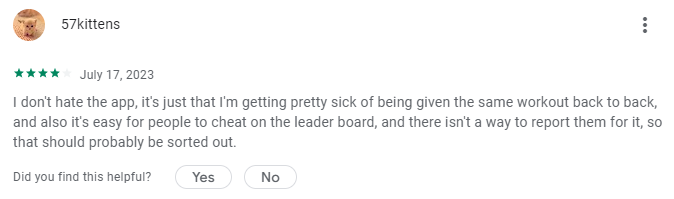 57kittens
July 17, 2023
I don't hate the app, it's just that I'm getting pretty sick of being given the same workout back to back,
and also it's easy for people to cheat on the leader board, and there isn't a way to report them for it, so
that should probably be sorted out.
Did you find this helpful? Yes No